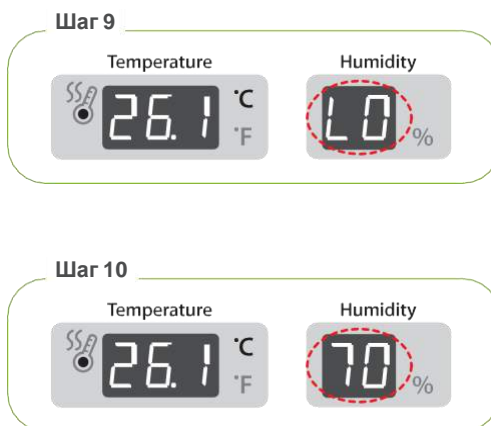 Шаг 9
Temperature Humidity
26.1 °C °F LO %
Шаг 10
Temperature Humidity
26.1 °C °F 70 %